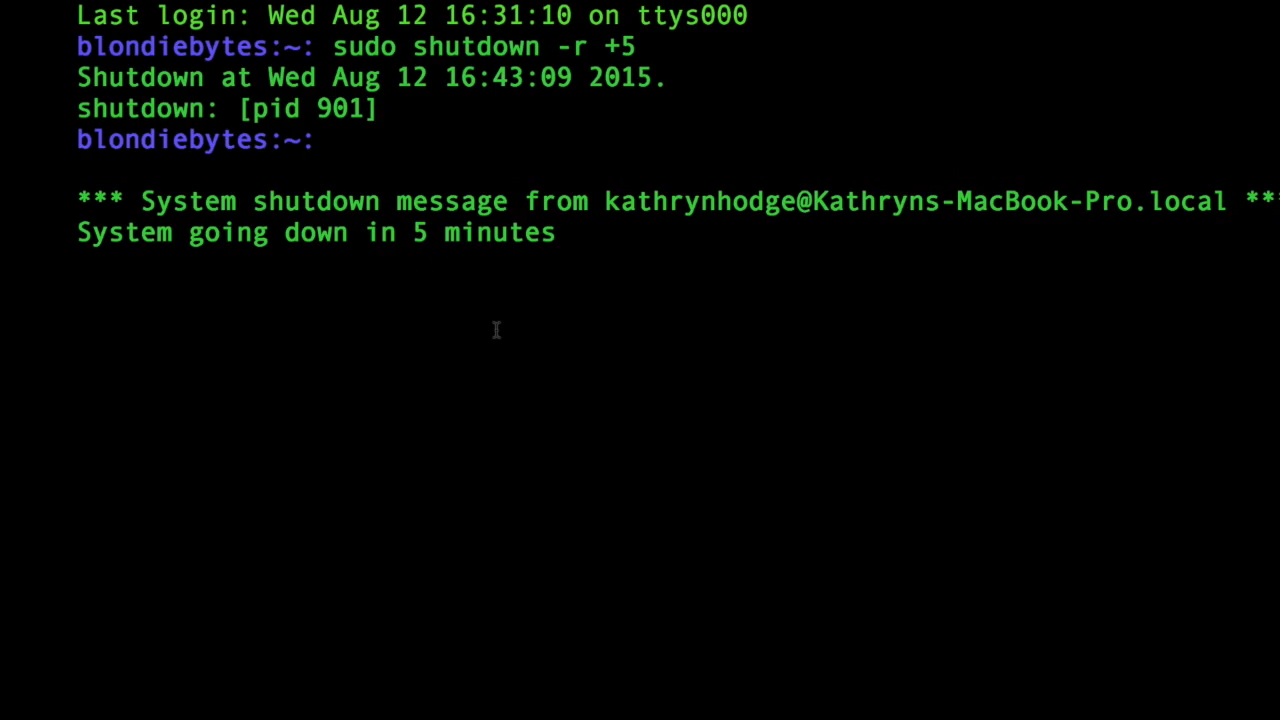 Last login: Wed Aug 12 16:31:10 on ttys000
blondiebytes:~: sudo shutdown -r +5
Shutdown at Wed Aug 12 16:43:09 2015.
shutdown: [pid 901]
blondiebytes:~:
*** System shutdown message from kathrynhodge@Kathryns-MacBook-Pro.local ***
System going down in 5 minutes